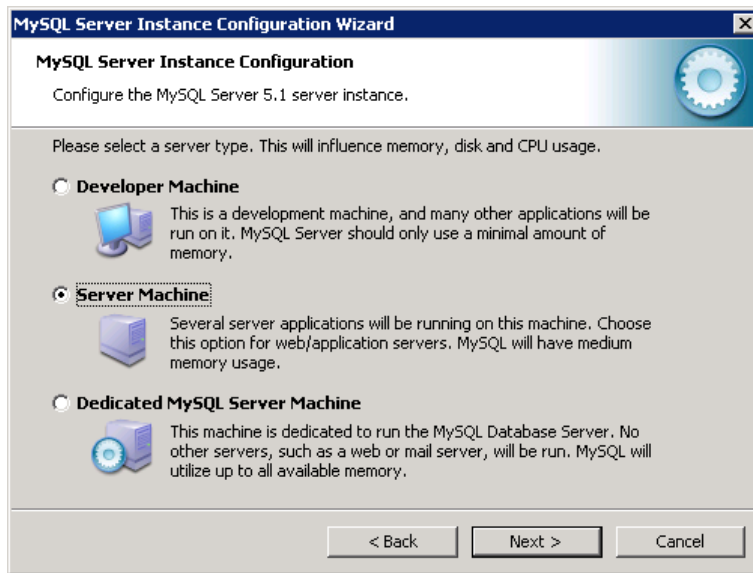 MySQL Server Instance Configuration Wizard
MySQL Server Instance Configuration
Configure the MySQL Server 5.1 server instance.
Please select a server type. This will influence memory, disk and CPU usage.
Developer Machine
This is a development machine, and many other applications will be
run on it. MySQL Server should only use a minimal amount of
memory.
Server Machine
Several server applications will be running on this machine. Choose
this option for web/application servers. MySQL will have medium
memory usage.
Dedicated MySQL Server Machine
This machine is dedicated to run the MySQL Database Server. No
other servers, such as a web or mail server, will be run. MySQL will
utilize up to all available memory.
< Back
Next >
Cancel